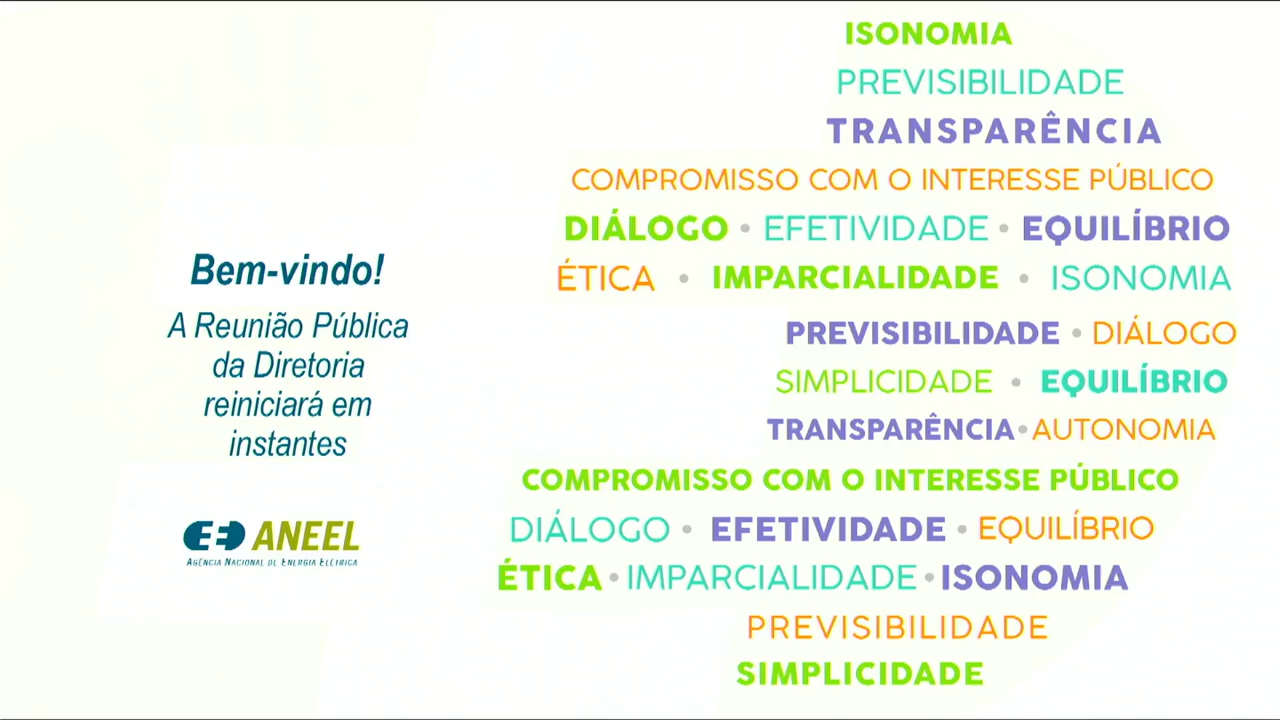 Bem-vindo!
A Reunião Pública
da Diretoria
reiniciará em
instantes
ANEEL
AGÊNCIA NACIONAL DE ENERGIA ELÉTRICA
ISONOMIA
PREVISIBILIDADE
TRANSPARÊNCIA
COMPROMISSO COM O INTERESSE PÚBLICO
DIÁLOGO • EFETIVIDADE • EQUILÍBRIO
ÉTICA • IMPARCIALIDADE • ISONOMIA
PREVISIBILIDADE • DIÁLOGO
SIMPLICIDADE • EQUILÍBRIO
TRANSPARÊNCIA • AUTONOMIA
COMPROMISSO COM O INTERESSE PÚBLICO
DIÁLOGO • EFETIVIDADE • EQUILÍBRIO
ÉTICA • IMPARCIALIDADE • ISONOMIA
PREVISIBILIDADE
SIMPLICIDADE